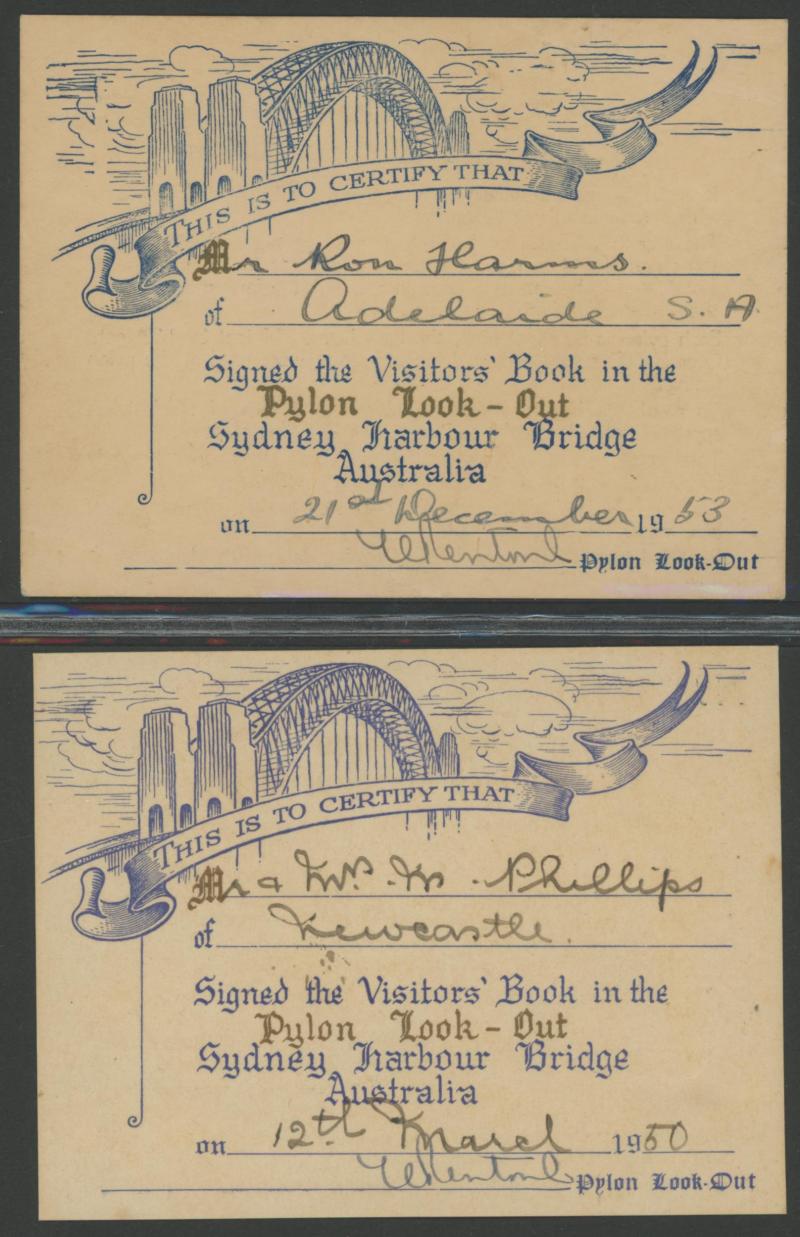 THIS IS TO CERTIFY THAT
Mr Ron Harms.
of Adelaide S. A.
Signed the Visitors' Book in the
Pylon Look-Out
Sydney Harbour Bridge
Australia
on 21st December 1953
Pylon Look-Out
THIS IS TO CERTIFY THAT
Mr & Mrs. M. Phillips
of Newcastle.
Signed the Visitors' Book in the
Pylon Look-Out
Sydney Harbour Bridge
Australia
on 12th March 1950
Pylon Look-Out